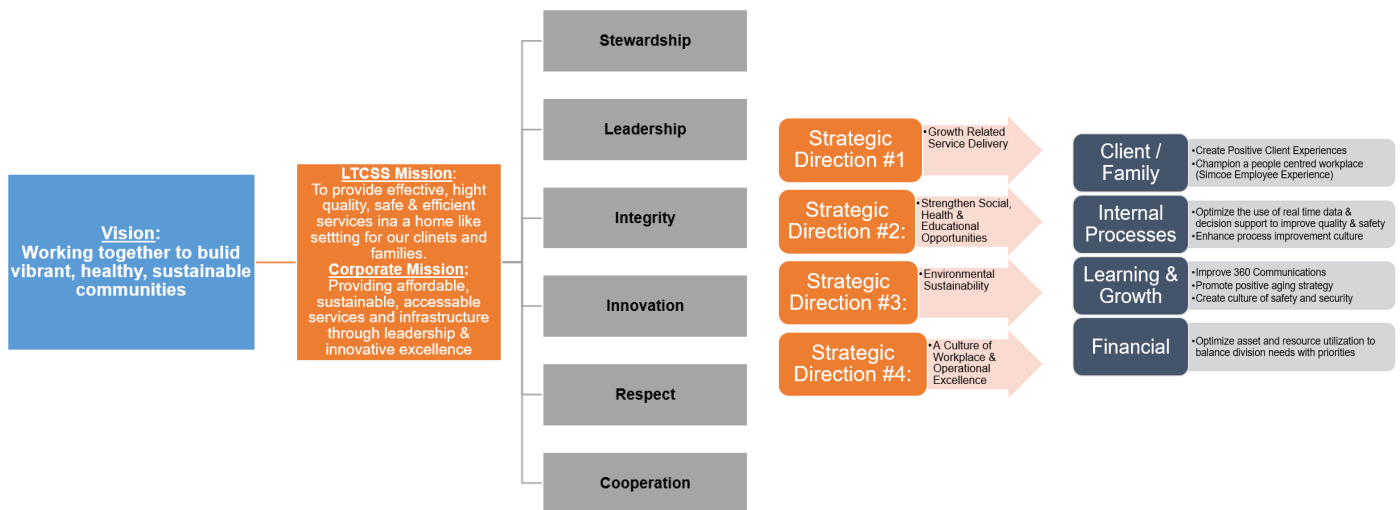 Vision:
Working together to bulid
vibrant, healthy, sustainable
communities
LTCSS Mission:
To provide effective, hight
quality, safe & efficient
services ina a home like
settting for our clinets and
families.
Corporate Mission:
Providing affordable,
sustainable, accessable
services and infrastructure
through leadership &
innovative excellence
Stewardship
Leadership
Integrity
Innovation
Respect
Cooperation
Strategic
Direction #1
•Growth Related
Service Delivery
Strategic
Direction #2:
•Strengthen Social,
Health &
Educational
Opportunities
Strategic
Direction #3:
•Environmental
Sustainability
Strategic
Direction #4:
•A Culture of
Workplace &
Operational
Excellence
Client /
Family
•Create Positive Client Experiences
•Champion a people centred workplace
(Simcoe Employee Experience)
Internal
Processes
•Optimize the use of real time data &
decision support to improve quality & safety
•Enhance process improvement culture
Learning &
Growth
•Improve 360 Communications
•Promote positive aging strategy
•Create culture of safety and security
Financial
•Optimize asset and resource utilization to
balance division needs with priorities